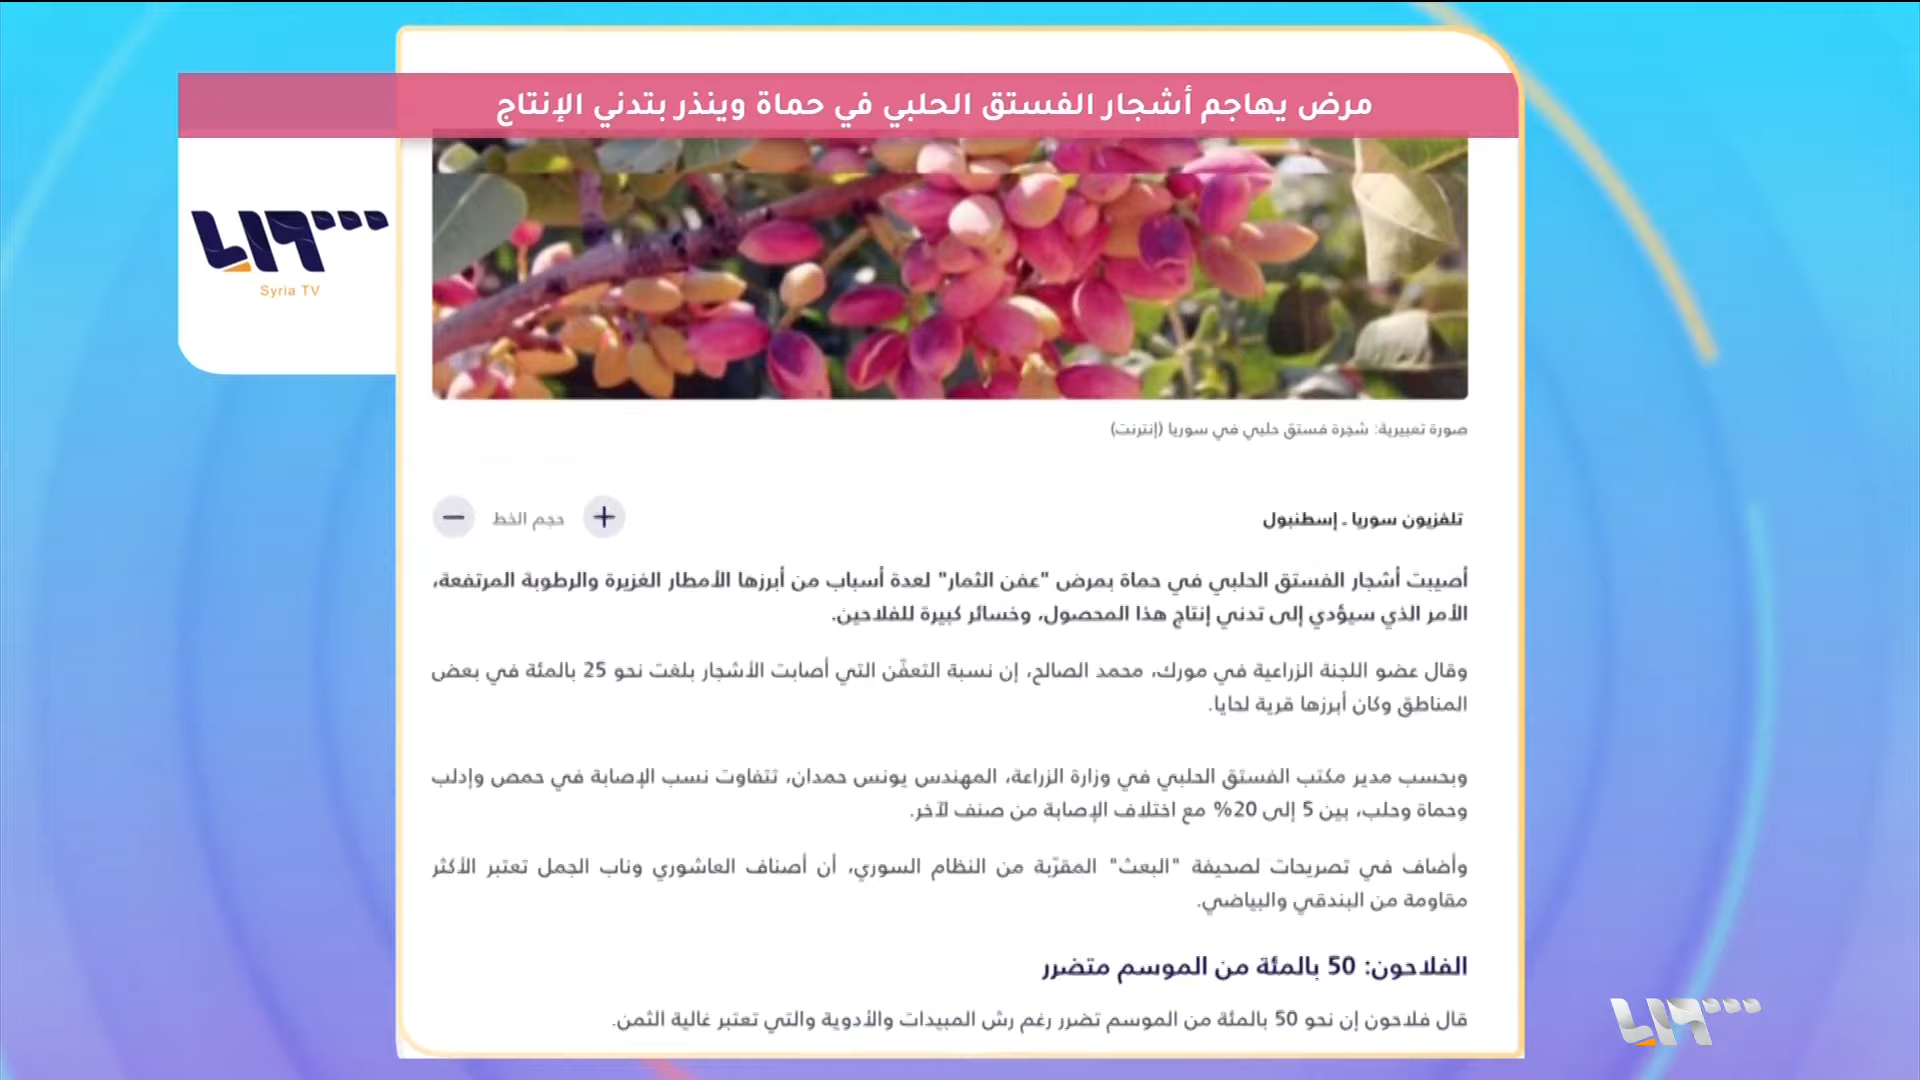 مرض يهاجم أشجار الفستق الحلبي في حماة وينذر بتدني الإنتاج
Syria TV
صورة تعبيرية: شجرة فستق حلبي في سوريا (إنترنت)
تلفزيون سوريا ـ إسطنبول
+ حجم الخط −
أصيبت أشجار الفستق الحلبي في حماة بمرض "عفن الثمار" لعدة أسباب من أبرزها الأمطار الغزيرة والرطوبة المرتفعة،
الأمر الذي سيؤدي إلى تدني إنتاج هذا المحصول، وخسائر كبيرة للفلاحين.
وقال عضو اللجنة الزراعية في مورك، محمد الصالح، إن نسبة التعفّن التي أصابت الأشجار بلغت نحو 25 بالمئة في بعض
المناطق وكان أبرزها قرية لحايا.
وبحسب مدير مكتب الفستق الحلبي في وزارة الزراعة، المهندس يونس حمدان، تتفاوت نسب الإصابة في حمص وإدلب
وحماة وحلب، بين 5 إلى 20% مع اختلاف الإصابة من صنف لآخر.
وأضاف في تصريحات لصحيفة "البعث" المقرّبة من النظام السوري، أن أصناف العاشوري وناب الجمل تعتبر الأكثر
مقاومة من البندقي والبياضي.
الفلاحون: 50 بالمئة من الموسم متضرر
قال فلاحون إن نحو 50 بالمئة من الموسم تضرر رغم رش المبيدات والأدوية والتي تعتبر غالية الثمن.